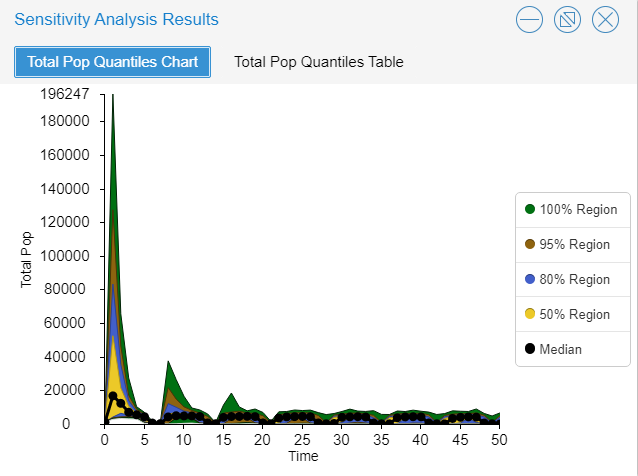 Sensitivity Analysis Results
Total Pop Quantiles Chart
Total Pop Quantiles Table
196247
180000
160000
140000
120000
100000
80000
60000
40000
20000
0
Total Pop
0 5 10 15 20 25 30 35 40 45 50
Time
100% Region
95% Region
80% Region
50% Region
Median